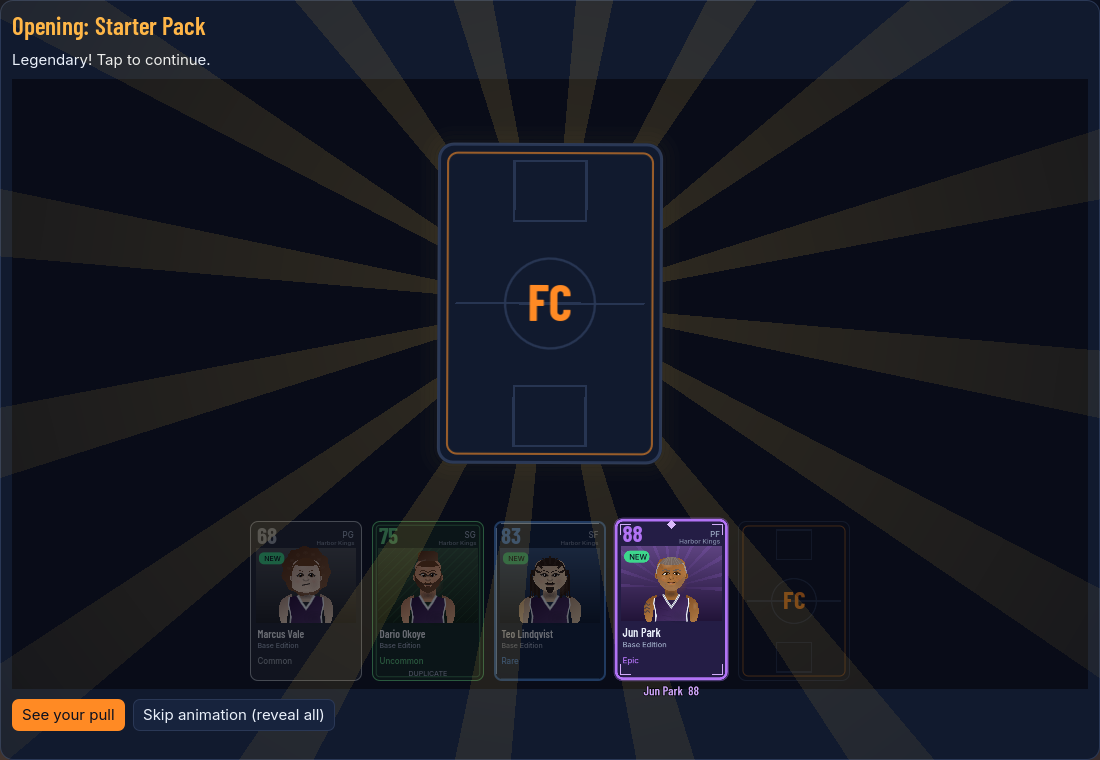 Opening: Starter Pack
Legendary! Tap to continue.
FC
68
PG
Harbor Kings
NEW
Marcus Vale
Base Edition
Common
75
SG
Harbor Kings
Dario Okoye
Base Edition
Uncommon
DUPLICATE
83
SF
Harbor Kings
NEW
Teo Lindqvist
Base Edition
Rare
88
PF
Harbor Kings
NEW
Jun Park
Base Edition
Epic
Jun Park 88
FC
See your pull
Skip animation (reveal all)